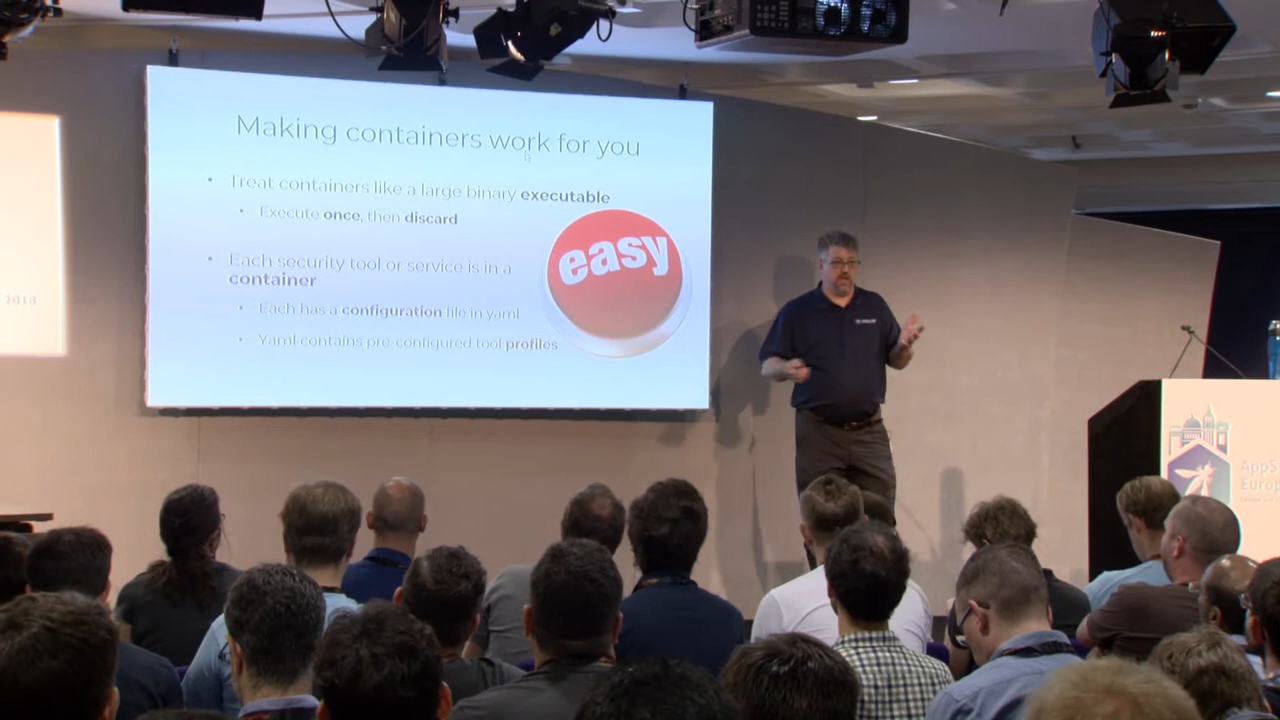 Making containers work for you
• Treat containers like a large binary executable
• Execute once, then discard
• Each security tool or service is in a
container
• Each has a configuration file in yaml
• Yaml contains pre-configured tool profiles
easy
2018
AppS
Europ